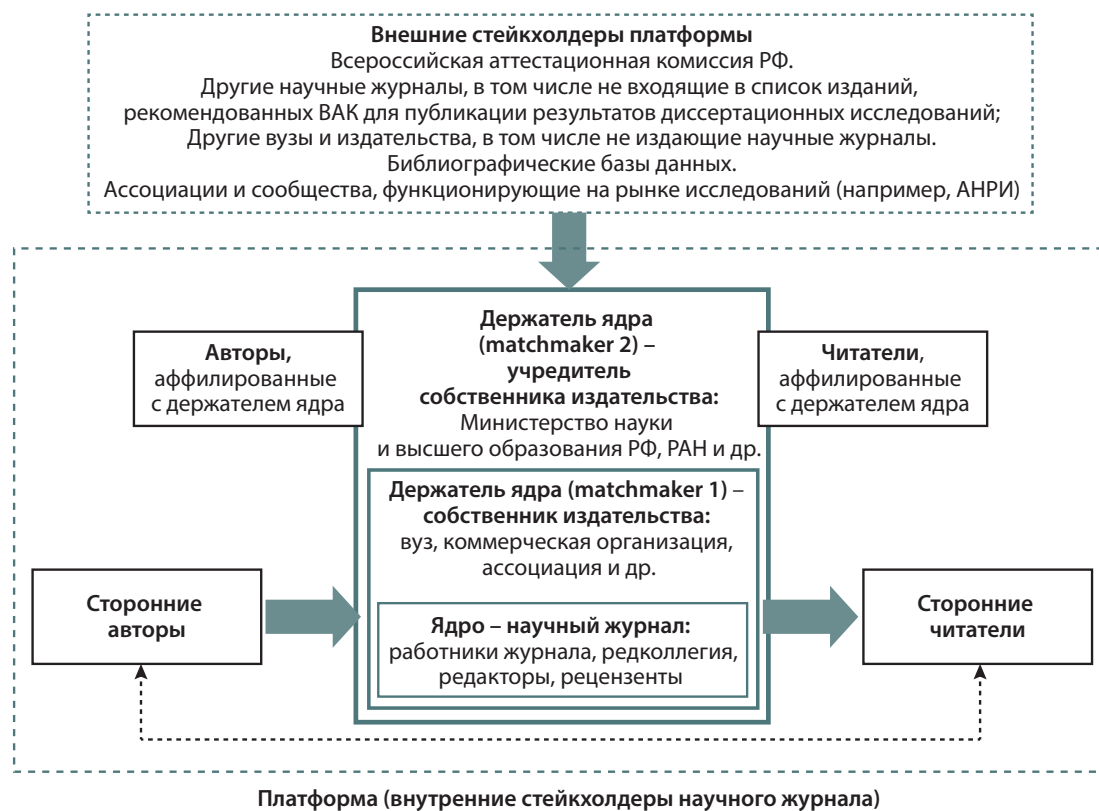 Внешние стейкхолдеры платформы
Всероссийская аттестационная комиссия РФ.
Другие научные журналы, в том числе не входящие в список изданий,
рекомендованных ВАК для публикации результатов диссертационных исследований;
Другие вузы и издательства, в том числе не издающие научные журналы.
Библиографические базы данных.
Ассоциации и сообщества, функционирующие на рынке исследований (например, АНРИ)
Авторы,
аффилированные
с держателем ядра
Держатель ядра
(matchmaker 2) –
учредитель
собственника издательства:
Министерство науки
и высшего образования РФ, РАН и др.
Читатели,
аффилированные
с держателем ядра
Держатель ядра (matchmaker 1) –
собственник издательства:
вуз, коммерческая организация,
ассоциация и др.
Сторонние
авторы
Ядро – научный журнал:
работники журнала, редколлегия,
редакторы, рецензенты
Сторонние
читатели
Платформа (внутренние стейкхолдеры научного журнала)